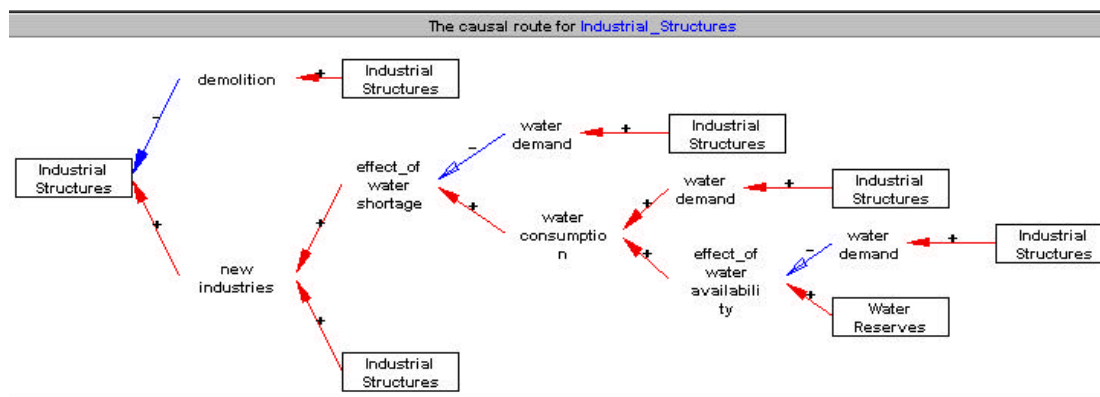 The causal route for Industrial_Structures
demolition
+
Industrial
Structures
-
Industrial
Structures
+
new
industries
+
effect_of
water
shortage
+
Industrial
Structures
-
water
demand
+
Industrial
Structures
+
water
consumptio
n
+
water
demand
+
Industrial
Structures
+
effect_of
water
availabili
ty
-
water
demand
+
Industrial
Structures
+
Water
Reserves